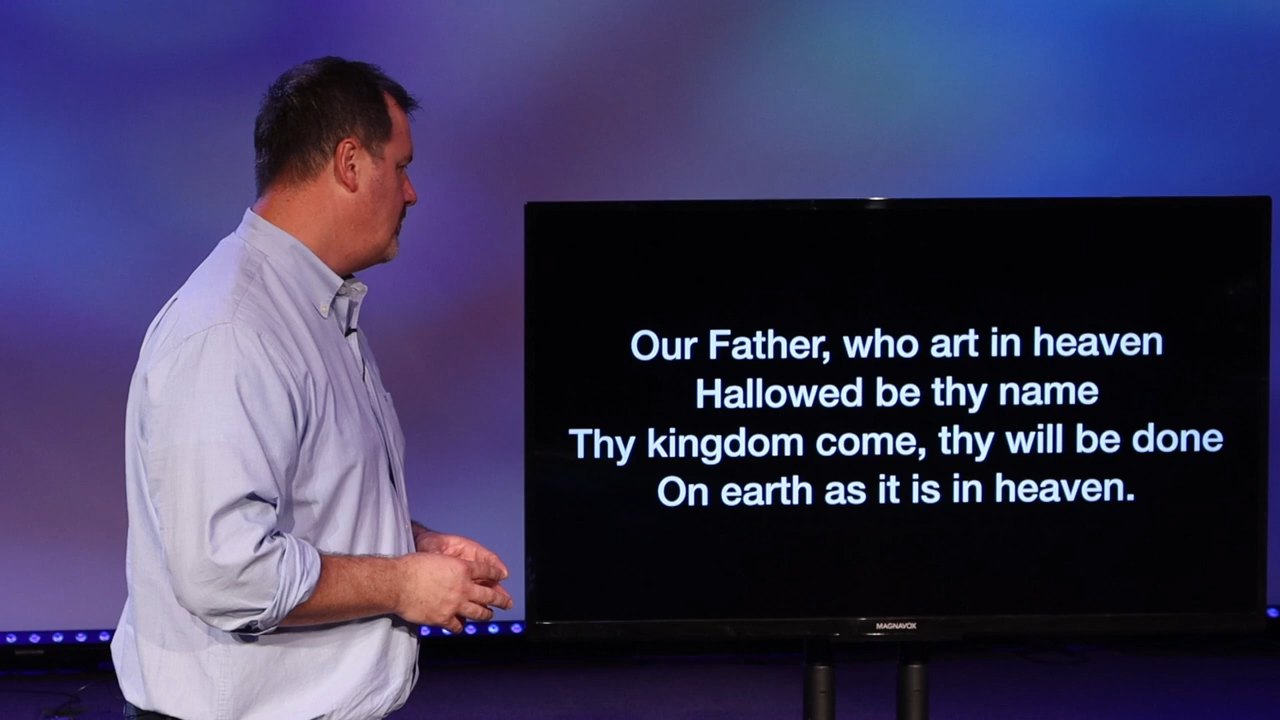 Our Father, who art in heaven
Hallowed be thy name
Thy kingdom come, thy will be done
On earth as it is in heaven.
MAGNAVOX